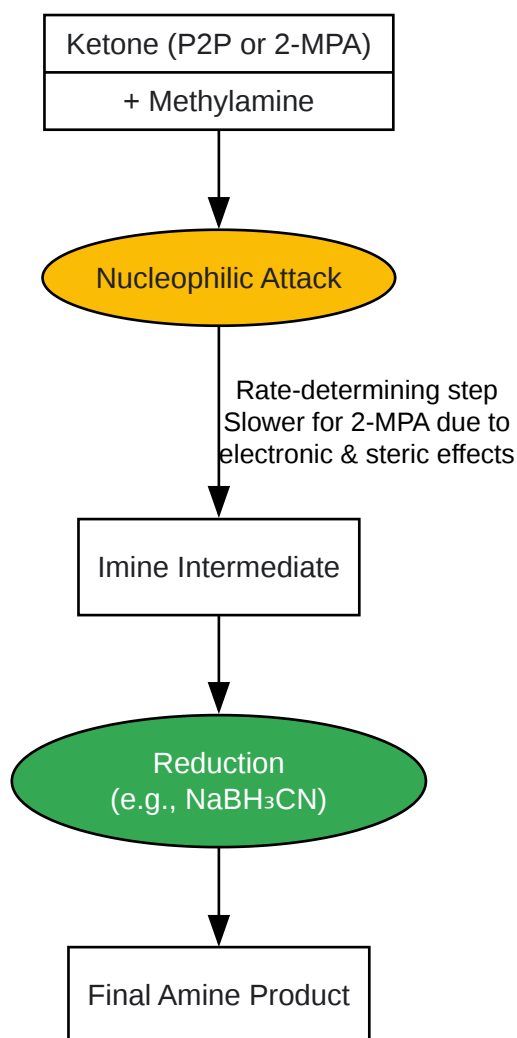 Ketone (P2P or 2-MPA)
+ Methylamine
Nucleophilic Attack
Rate-determining step
Slower for 2-MPA due to
electronic & steric effects
Imine Intermediate
Reduction
(e.g., NaBH₃CN)
Final Amine Product